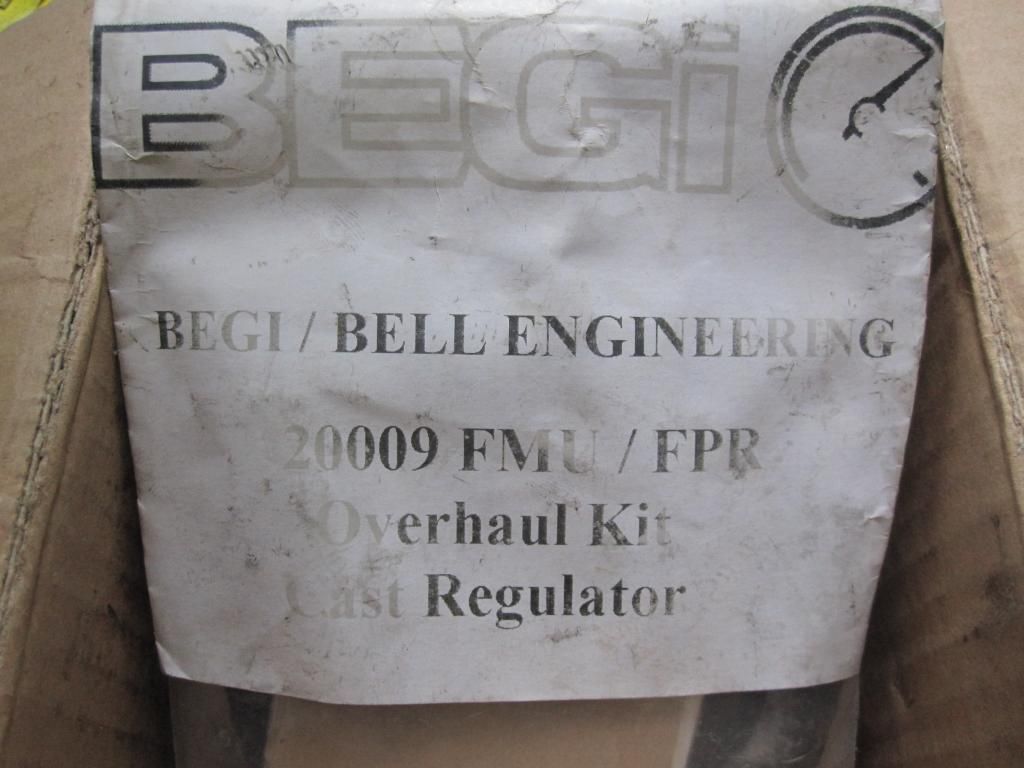 BEGi
BEGI / BELL ENGINEERING
20009 FMU / FPR
Overhaul Kit
Cast Regulator